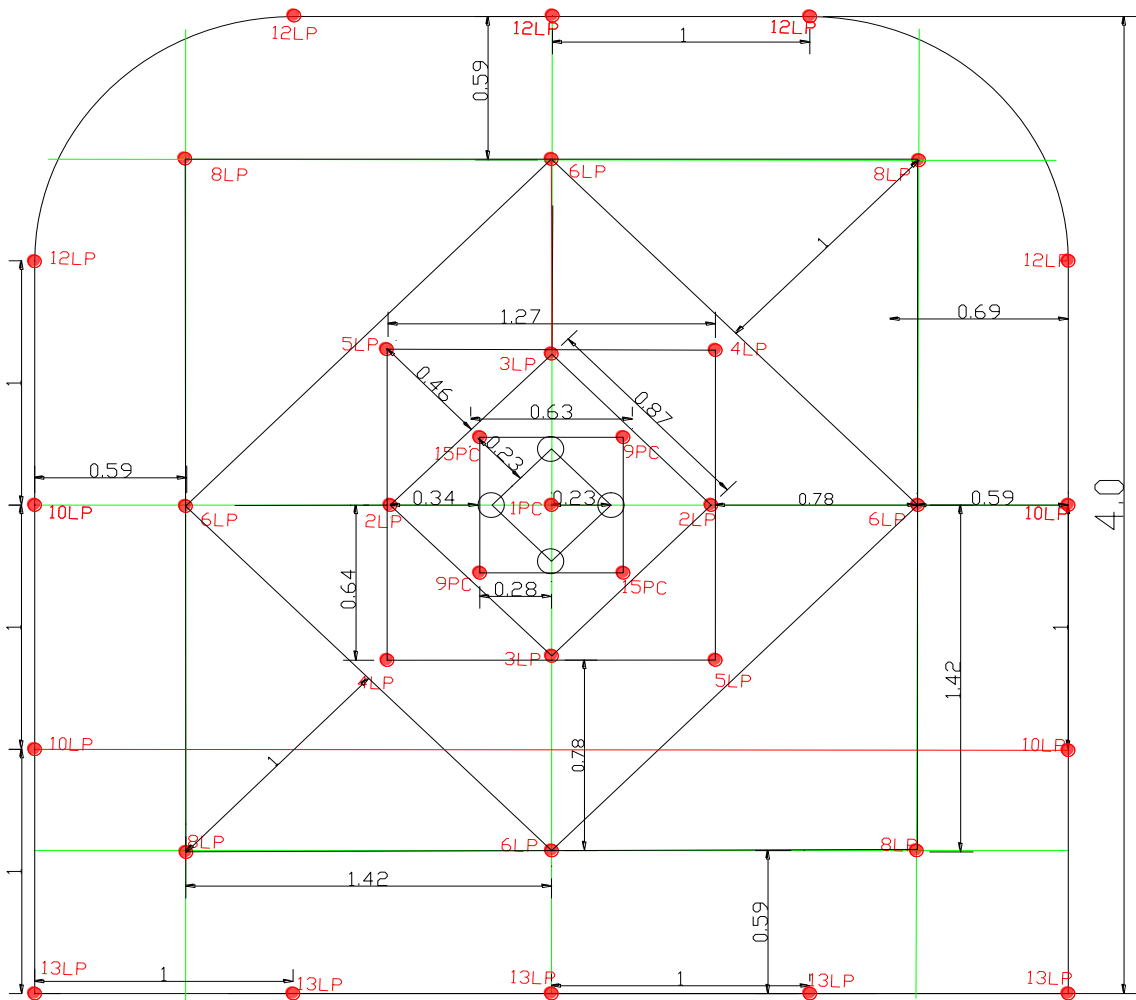 12LP 12LP 12LP
1
0.59
8LP 6LP 8LP
1
12LP 12LP
0.69
1.27
5LP 3LP 4LP
1 0.46 0.87
0.63
15PC 0.23 9PC
0.59 0.34 0.23 0.78 0.59
10LP 6LP 2LP 1PC 2LP 6LP 10LP
4.0
9PC 0.28 15PC
0.64
1 1
3LP
4LP 5LP 1.42
10LP 0.78 10LP
1
8LP 6LP 8LP
1 1.42
0.59
13LP 1 13LP 13LP 1 13LP 13LP